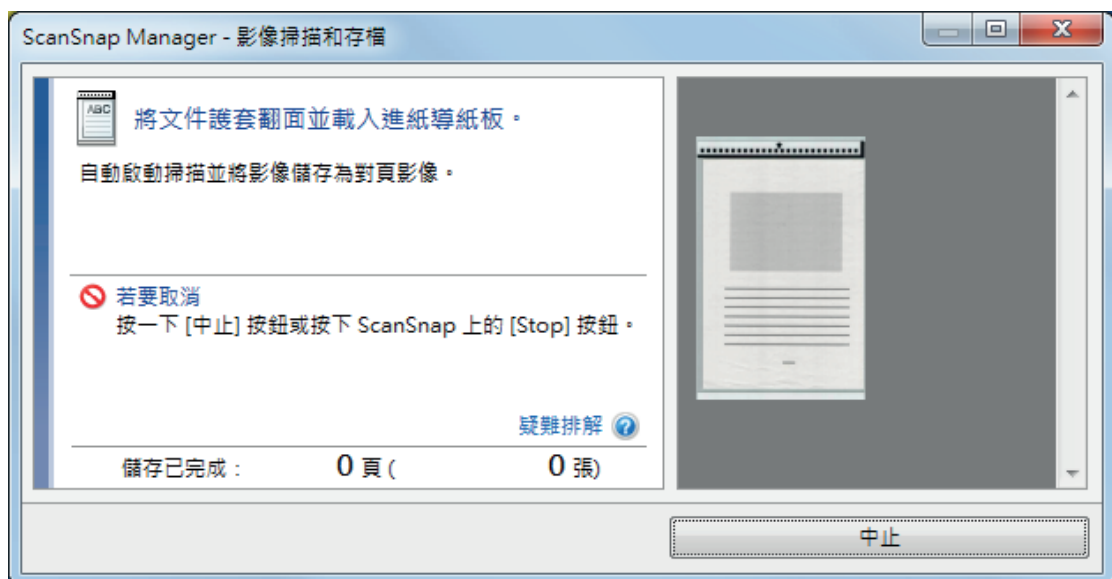 ScanSnap Manager - 影像掃描和存檔
ABC
將文件護套翻面並載入進紙導紙板。
自動啟動掃描並將影像儲存為對頁影像。
若要取消
按一下 [中止] 按鈕或按下 ScanSnap 上的 [Stop] 按鈕。
疑難排解
儲存已完成 : 0 頁 ( 0 張)
中止